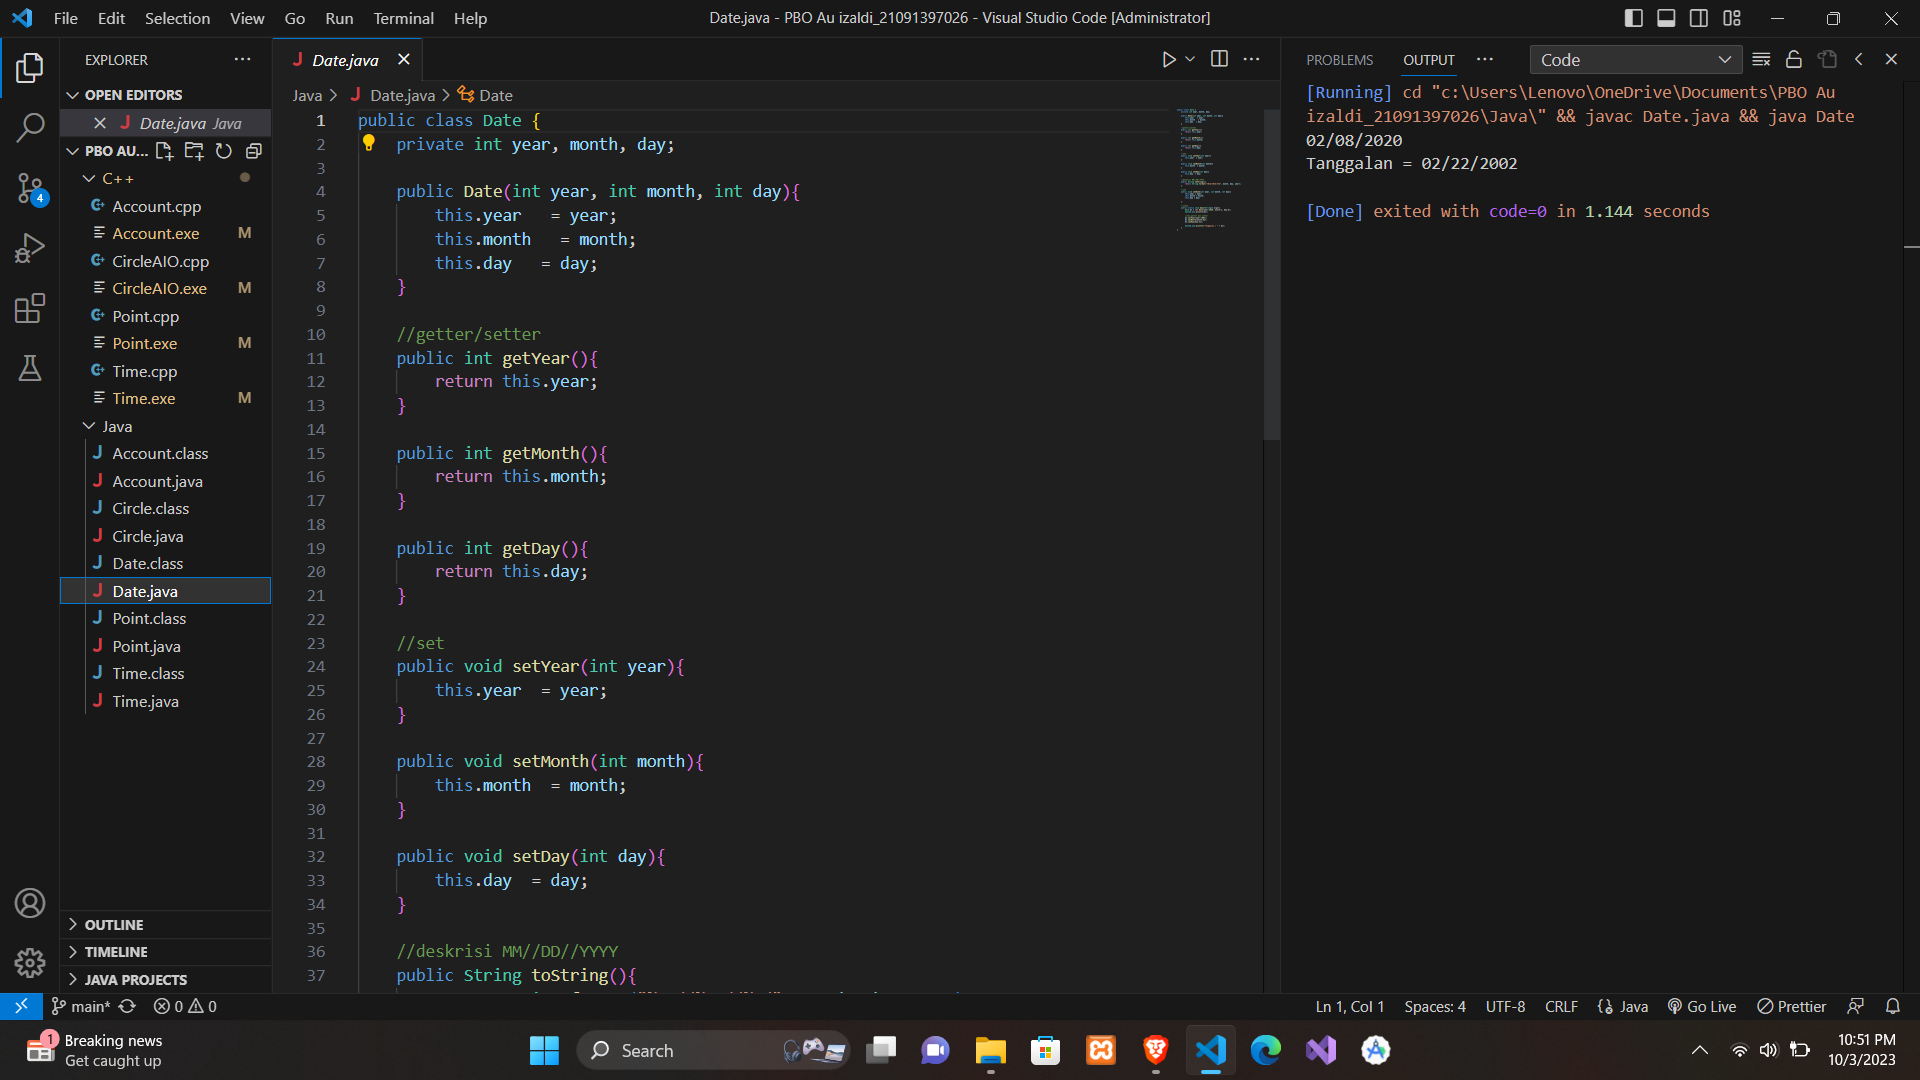 File Edit Selection View Go Run Terminal Help
Date.java - PBO Au izaldi_21091397026 - Visual Studio Code [Administrator]
EXPLORER
OPEN EDITORS
Date.java Java
PBO AU...
C++
Account.cpp
Account.exe M
CircleAIO.cpp
CircleAIO.exe M
Point.cpp
Point.exe M
Time.cpp
Time.exe M
Java
Account.class
Account.java
Circle.class
Circle.java
Date.class
Date.java
Point.class
Point.java
Time.class
Time.java
OUTLINE
TIMELINE
JAVA PROJECTS
4
Date.java
Java > Date.java > Date
1 public class Date {
2 private int year, month, day;
3
4 public Date(int year, int month, int day){
5 this.year   = year;
6 this.month   = month;
7 this.day   = day;
8 }
9
10 //getter/setter
11 public int getYear(){
12 return this.year;
13 }
14
15 public int getMonth(){
16 return this.month;
17 }
18
19 public int getDay(){
20 return this.day;
21 }
22
23 //set
24 public void setYear(int year){
25 this.year  = year;
26 }
27
28 public void setMonth(int month){
29 this.month  = month;
30 }
31
32 public void setDay(int day){
33 this.day  = day;
34 }
35
36 //deskrisi MM//DD//YYYY
37 public String toString(){
PROBLEMS OUTPUT
Code
[Running] cd "c:\Users\Lenovo\OneDrive\Documents\PBO Au
izaldi_21091397026\Java\" && javac Date.java && java Date
02/08/2020
Tanggalan = 02/22/2002
[Done] exited with code=0 in 1.144 seconds
main* 0 0
Ln 1, Col 1 Spaces: 4 UTF-8 CRLF Java Go Live Prettier
1
Breaking news
Get caught up
Search
10:51 PM
10/3/2023